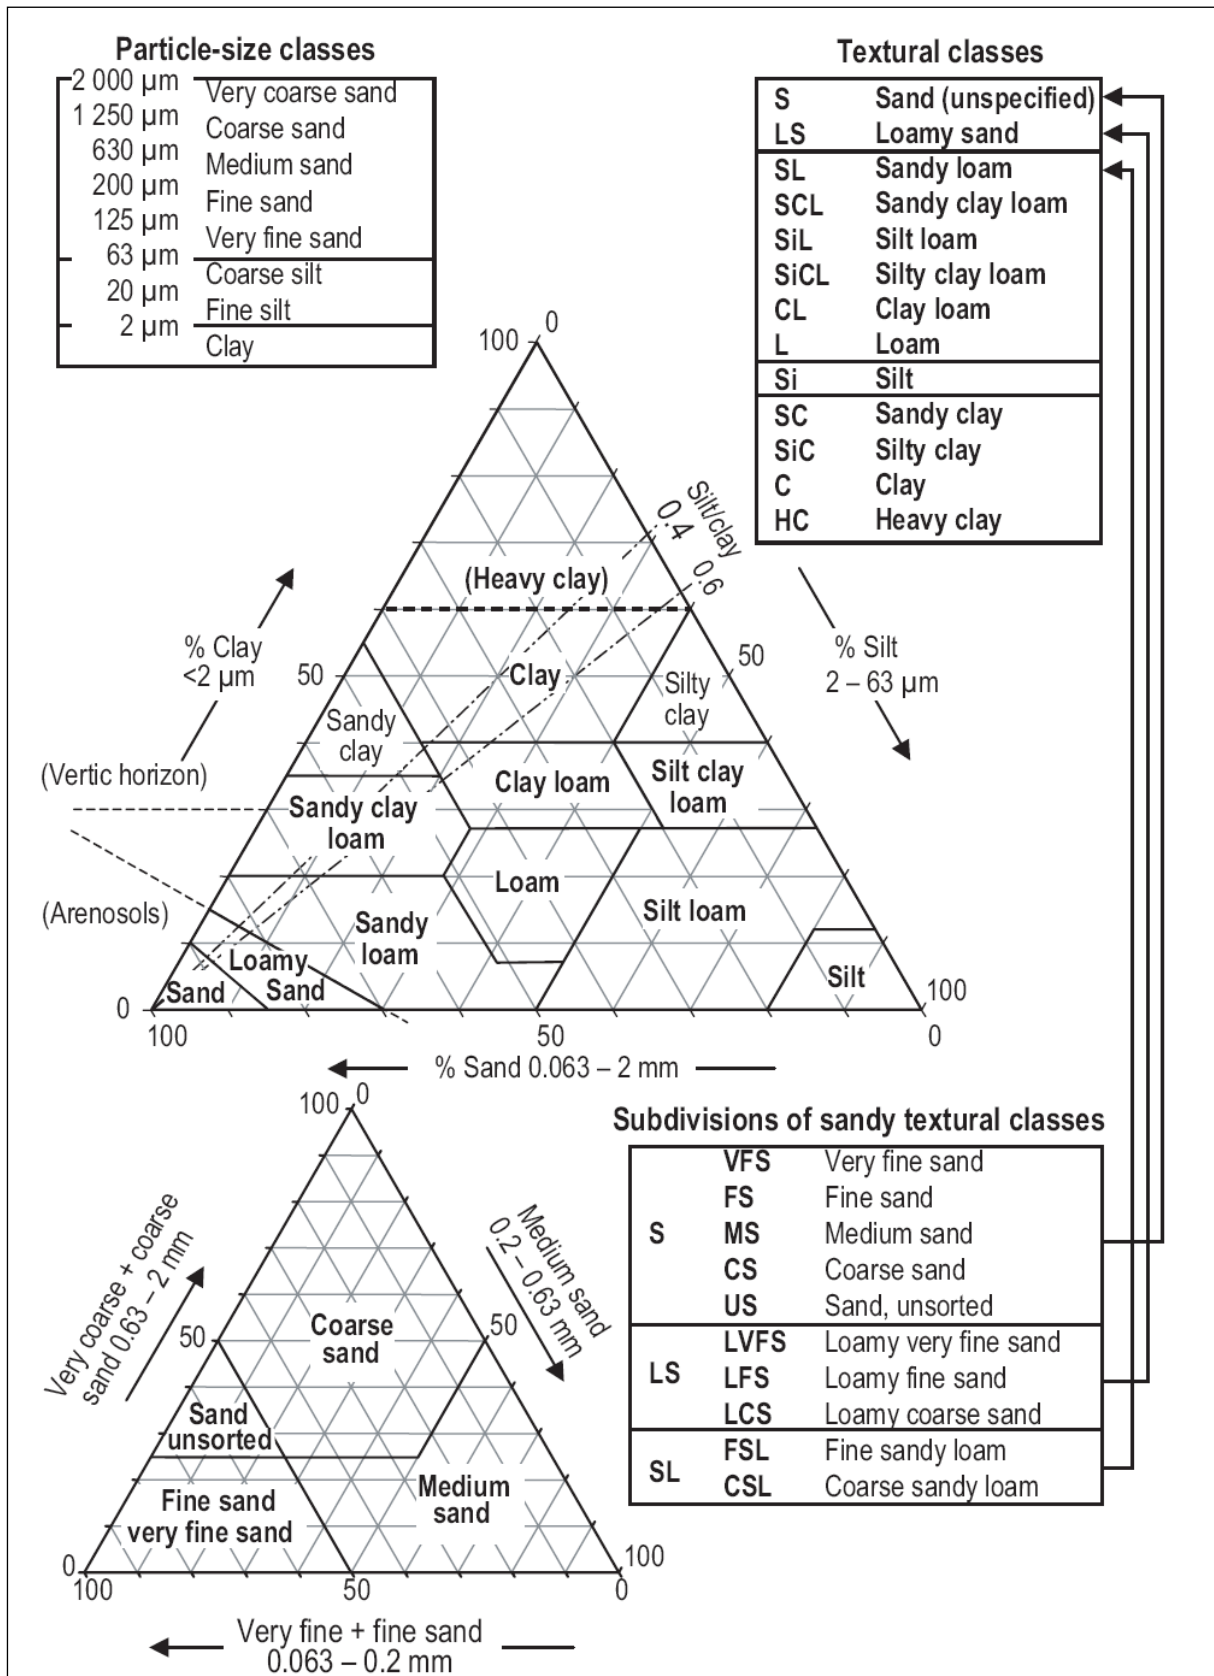 Particle-size classes
2 000 µm
Very coarse sand
1 250 µm
Coarse sand
630 µm
Medium sand
200 µm
Fine sand
125 µm
Very fine sand
63 µm
Coarse silt
20 µm
Fine silt
2 µm
Clay
Textural classes
S Sand (unspecified)
LS Loamy sand
SL Sandy loam
SCL Sandy clay loam
SiL Silt loam
SiCL Silty clay loam
CL Clay loam
L Loam
Si Silt
SC Sandy clay
SiC Silty clay
C Clay
HC Heavy clay
100
0
Silt/clay
0.4
0.6
(Heavy clay)
% Clay
<2 µm
50
50
% Silt
2 – 63 µm
Clay
Silty
clay
Sandy
clay
(Vertic horizon)
Clay loam
Silt clay
loam
Sandy clay
loam
Loam
(Arenosols)
Sandy
loam
Silt loam
Loamy
Sand
Sand
Silt
0
100
100
50
0
% Sand 0.063 – 2 mm
100
0
Very coarse + coarse
sand 0.63 – 2 mm
Medium sand
0.2 – 0.63 mm
50
50
Coarse
sand
Sand
unsorted
Fine sand
very fine sand
Medium
sand
0
100
100
50
0
Very fine + fine sand
0.063 – 0.2 mm
Subdivisions of sandy textural classes
VFS Very fine sand
FS Fine sand
S MS Medium sand
CS Coarse sand
US Sand, unsorted
LVFS Loamy very fine sand
LS LFS Loamy fine sand
LCS Loamy coarse sand
SL FSL Fine sandy loam
CSL Coarse sandy loam